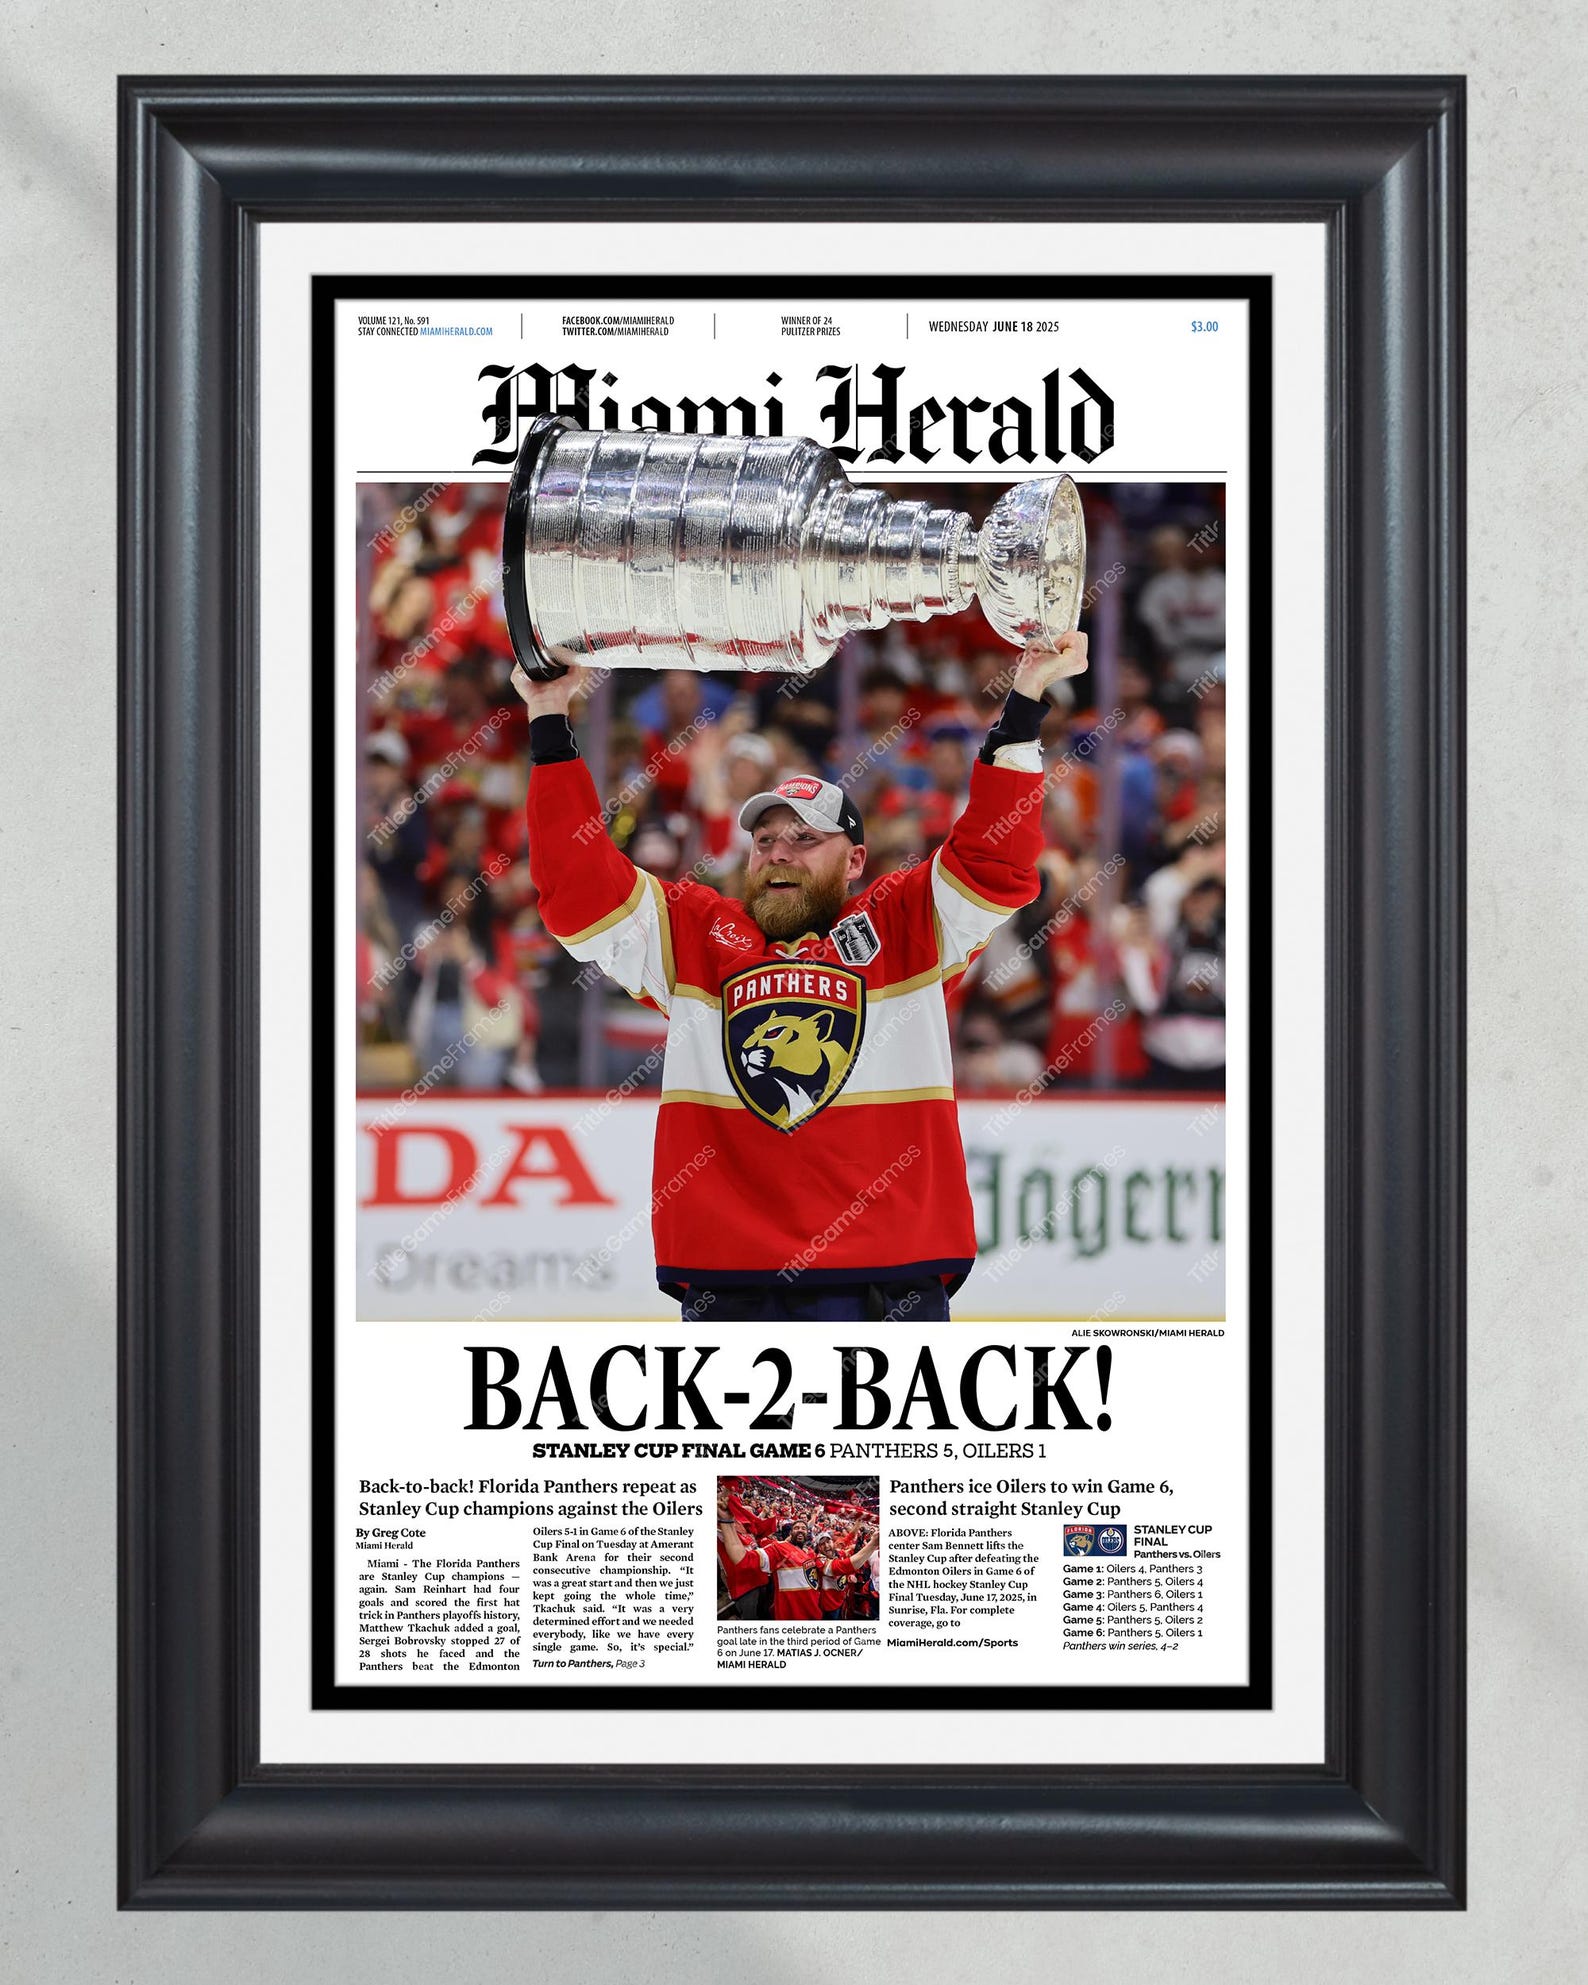 VOLUME 121, No. 591
STAY CONNECTED MIAMIHERALD.COM
FACEBOOK.COM/MIAMIHERALD
TWITTER.COM/MIAMIHERALD
WINNER OF 24
PULITZER PRIZES
WEDNESDAY JUNE 18 2025
$3.00
Miami Herald
CHAMPIONS
LaCroix
PANTHERS
DA
Dreams
Jägerm
TitleGameFrames
ALIE SKOWRONSKI/MIAMI HERALD
BACK-2-BACK!
STANLEY CUP FINAL GAME 6 PANTHERS 5, OILERS 1
Back-to-back! Florida Panthers repeat as
Stanley Cup champions against the Oilers
By Greg Cote
Miami Herald
Miami - The Florida Panthers
are Stanley Cup champions —
again. Sam Reinhart had four
goals and scored the first hat
trick in Panthers playoffs history,
Matthew Tkachuk added a goal,
Sergei Bobrovsky stopped 27 of
28 shots he faced and the
Panthers beat the Edmonton
Oilers 5-1 in Game 6 of the Stanley
Cup Final on Tuesday at Amerant
Bank Arena for their second
consecutive championship. “It
was a great start and then we just
kept going the whole time,”
Tkachuk said. “It was a very
determined effort and we needed
everybody, like we have every
single game. So, it’s special.”
Turn to Panthers, Page 3
Panthers fans celebrate a Panthers
goal late in the third period of Game
6 on June 17. MATIAS J. OCNER/
MIAMI HERALD
Panthers ice Oilers to win Game 6,
second straight Stanley Cup
ABOVE: Florida Panthers
center Sam Bennett lifts the
Stanley Cup after defeating the
Edmonton Oilers in Game 6 of
the NHL hockey Stanley Cup
Final Tuesday, June 17, 2025, in
Sunrise, Fla. For complete
coverage, go to
MiamiHerald.com/Sports
FLORIDA
STANLEY CUP
FINAL
Panthers vs. Oilers
Game 1: Oilers 4, Panthers 3
Game 2: Panthers 5, Oilers 4
Game 3: Panthers 6, Oilers 1
Game 4: Oilers 5, Panthers 4
Game 5: Panthers 5, Oilers 2
Game 6: Panthers 5, Oilers 1
Panthers win series, 4–2